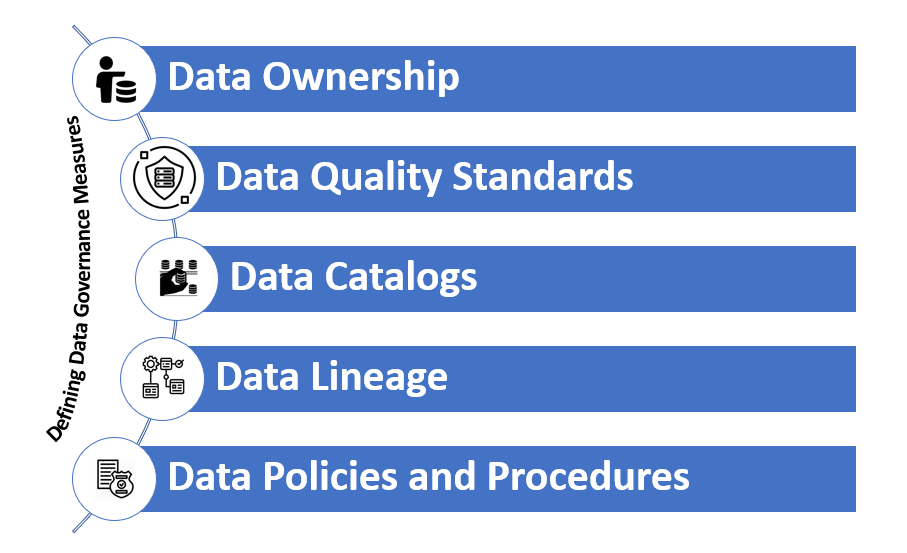 Defining Data Governance Measures
Data Ownership
Data Quality Standards
Data Catalogs
Data Lineage
Data Policies and Procedures